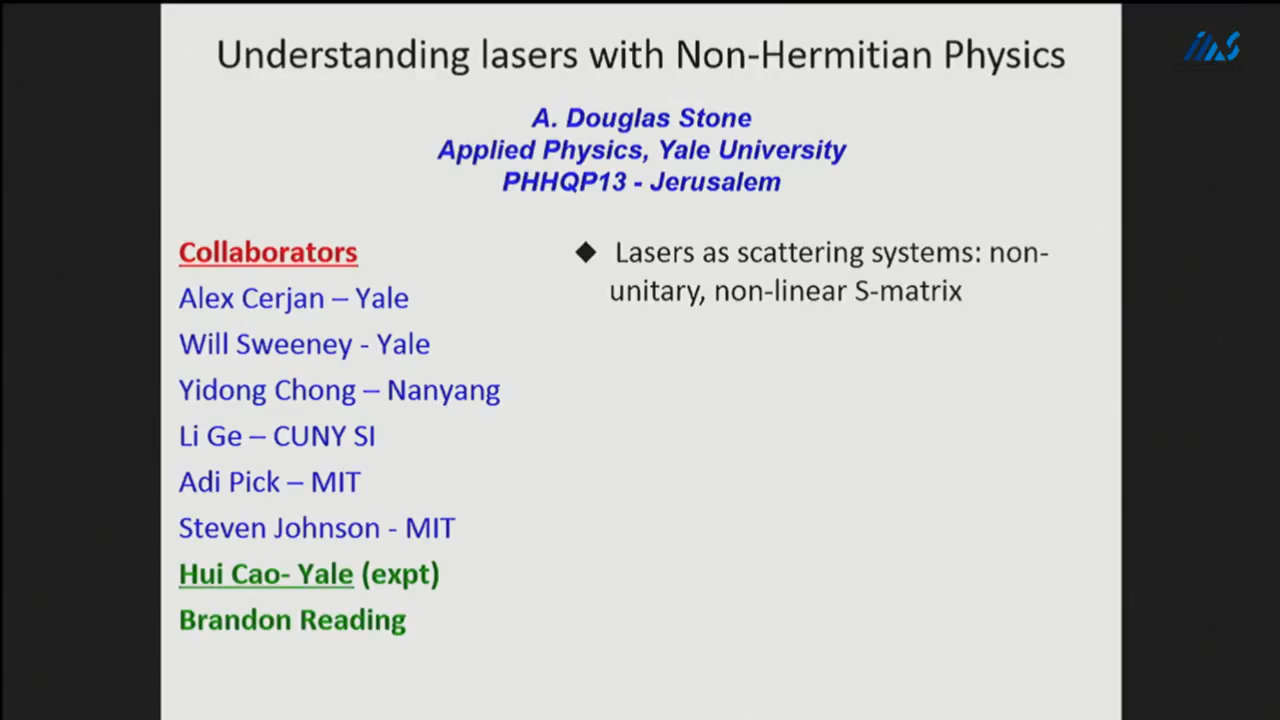 Understanding lasers with Non-Hermitian Physics
A. Douglas Stone
Applied Physics, Yale University
PHHQP13 - Jerusalem
Collaborators
Alex Cerjan – Yale
Will Sweeney - Yale
Yidong Chong – Nanyang
Li Ge – CUNY SI
Adi Pick – MIT
Steven Johnson - MIT
Hui Cao- Yale (expt)
Brandon Reading
◆ Lasers as scattering systems: non-
unitary, non-linear S-matrix